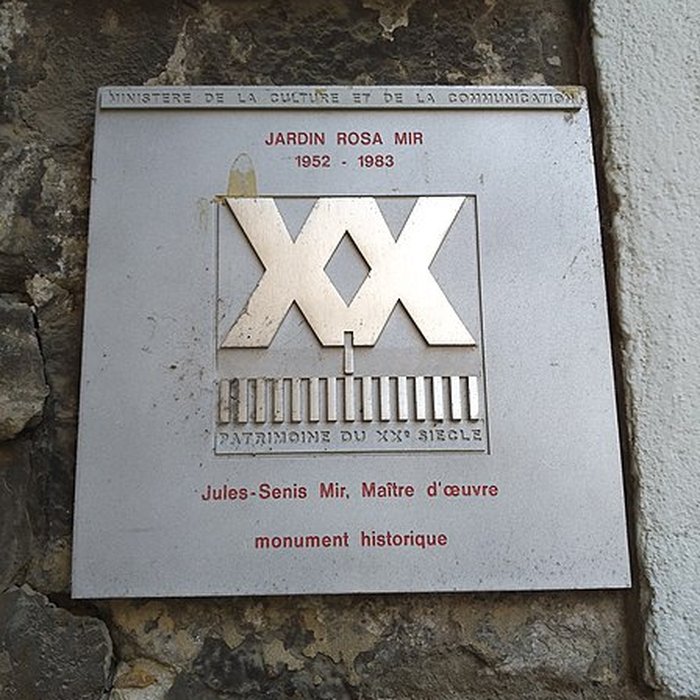 MINISTERE DE LA CULTURE ET DE LA COMMUNICATION
JARDIN ROSA MIR
1952 - 1983
XX
PATRIMOINE DU XXe SIECLE
Jules-Senis Mir, Maître d'œuvre
monument historique